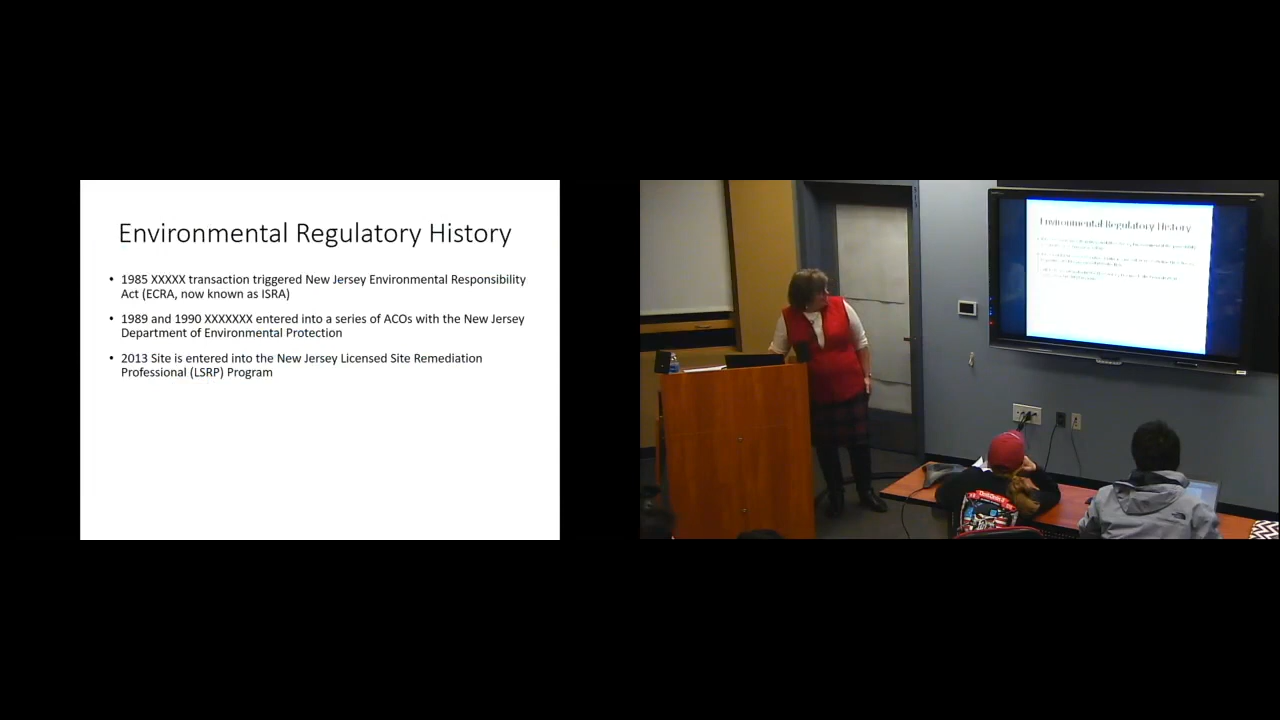 Environmental Regulatory History
• 1985 XXXXX transaction triggered New Jersey Environmental Responsibility
Act (ECRA, now known as ISRA)
• 1989 and 1990 XXXXXXX entered into a series of ACOs with the New Jersey
Department of Environmental Protection
• 2013 Site is entered into the New Jersey Licensed Site Remediation
Professional (LSRP) Program
Environmental Regulatory History